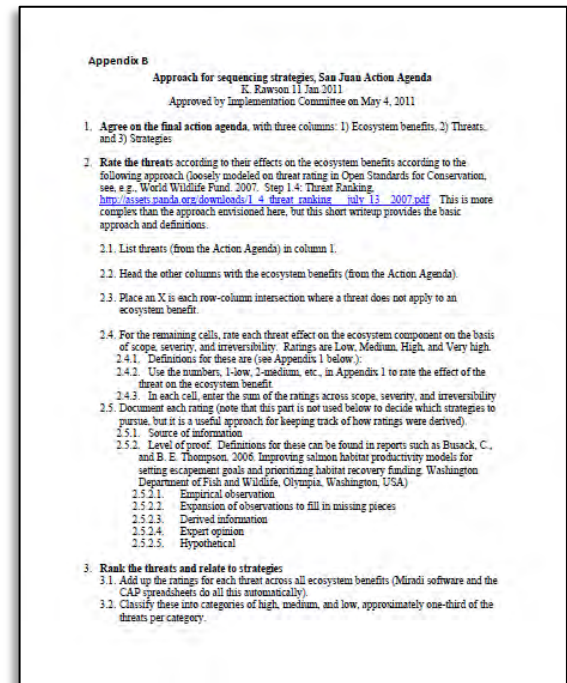 Appendix B
Approach for sequencing strategies, San Juan Action Agenda
K. Rawson 11 Jan 2011
Approved by Implementation Committee on May 4, 2011
1. Agree on the final action agenda, with three columns: 1) Ecosystem benefits, 2) Threats,
and 3) Strategies
2. Rate the threats according to their effects on the ecosystem benefits according to the
following approach (loosely modeled on threat rating in Open Standards for Conservation,
see, e.g., World Wildlife Fund. 2007. Step 1.4: Threat Ranking,
http://assets.panda.org/downloads/1_4_threat_ranking__july_13__2007.pdf This is more
complex than the approach envisioned here, but this short writeup provides the basic
approach and definitions.
2.1. List threats (from the Action Agenda) in column 1.
2.2. Head the other columns with the ecosystem benefits (from the Action Agenda).
2.3. Place an X is each row-column intersection where a threat does not apply to an
ecosystem benefit.
2.4. For the remaining cells, rate each threat effect on the ecosystem component on the basis
of scope, severity, and irreversibility. Ratings are Low, Medium, High, and Very high.
2.4.1. Definitions for these are (see Appendix 1 below.):
2.4.2. Use the numbers, 1-low, 2-medium, etc., in Appendix 1 to rate the effect of the
threat on the ecosystem benefit.
2.4.3. In each cell, enter the sum of the ratings across scope, severity, and irreversibility
2.5. Document each rating (note that this part is not used below to decide which strategies to
pursue, but it is a useful approach for keeping track of how ratings were derived).
2.5.1. Source of information
2.5.2. Level of proof. Definitions for these can be found in reports such as Busack, C.,
and B. E. Thompson. 2006. Improving salmon habitat productivity models for
setting escapement goals and prioritizing habitat recovery funding. Washington
Department of Fish and Wildlife, Olympia, Washington, USA)
2.5.2.1. Empirical observation
2.5.2.2. Expansion of observations to fill in missing pieces
2.5.2.3. Derived information
2.5.2.4. Expert opinion
2.5.2.5. Hypothetical
3. Rank the threats and relate to strategies
3.1. Add up the ratings for each threat across all ecosystem benefits (Miradi software and the
CAP spreadsheets do all this automatically).
3.2. Classify these into categories of high, medium, and low, approximately one-third of the
threats per category.